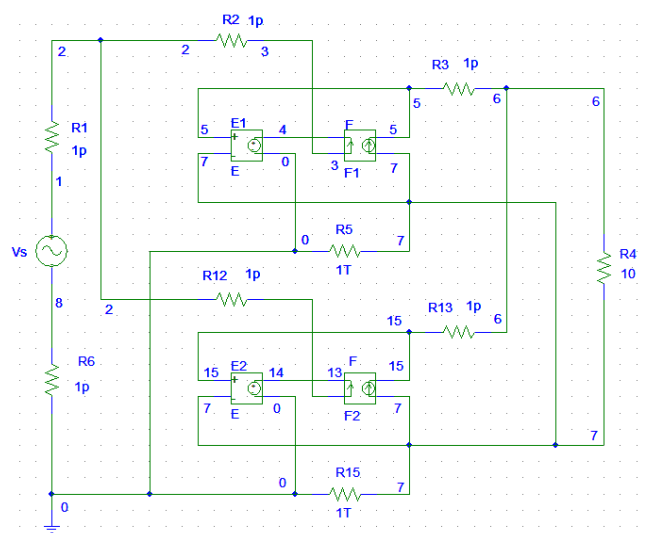 R2 1p
2 2 3
R3 1p
5 6 6
R1
1p
E1 F
5 4 5
7 0 3 7
E F1
1
Vs
R5
0 7
1T
R4
10
R12 1p
8
2
R13 1p
15 6
R6
1p
E2 F
15 14 13 15
7 0 7
E F2
7
R15
0 7
1T
0